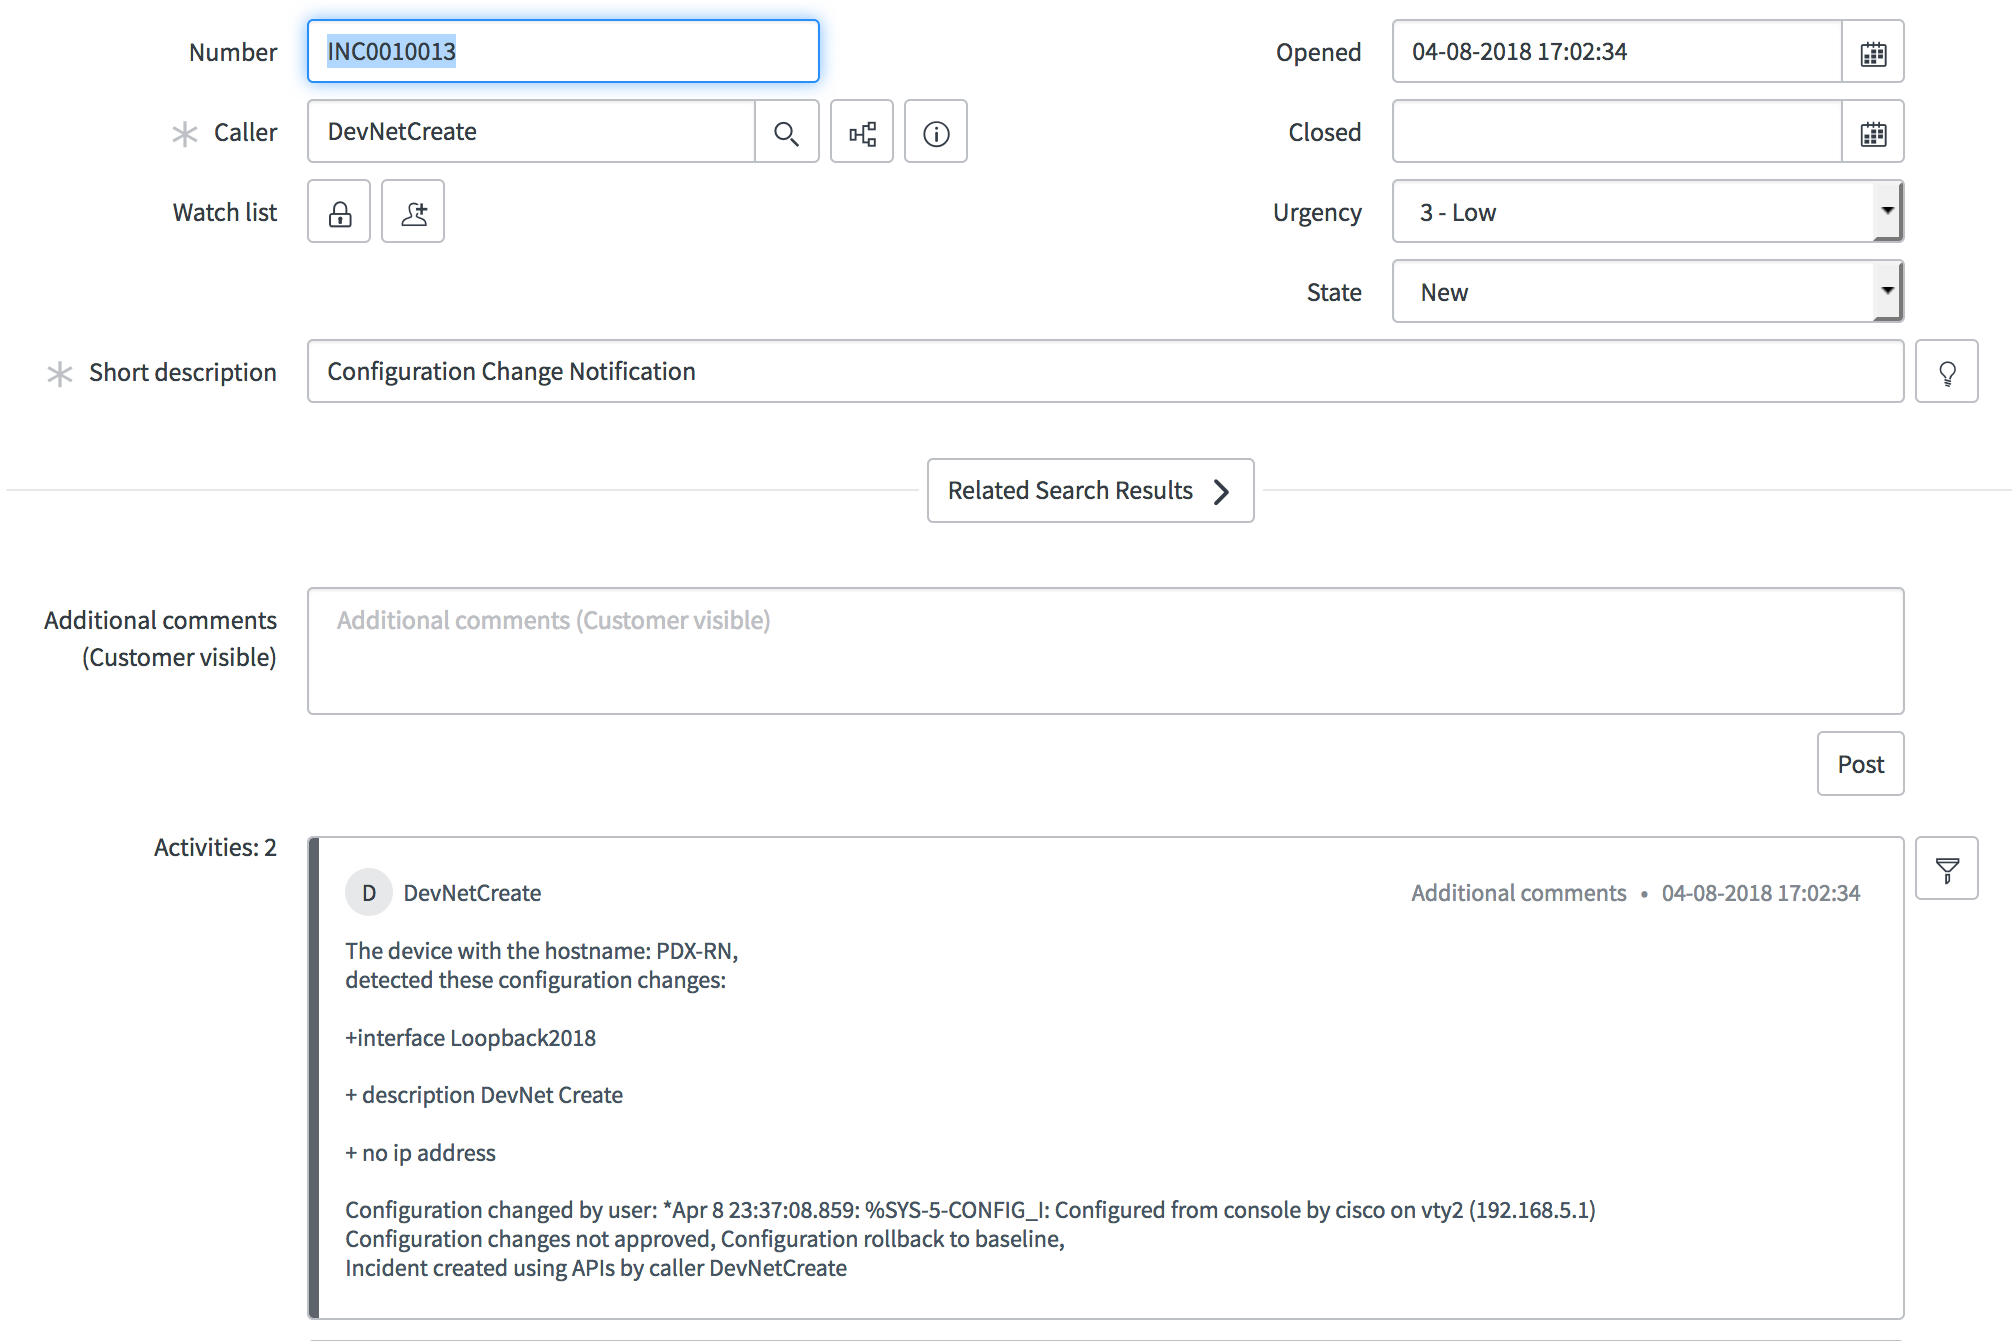 Number
INC0010013
Opened
04-08-2018 17:02:34
Caller
DevNetCreate
Closed
Watch list
Urgency
3 - Low
State
New
Short description
Configuration Change Notification
Related Search Results
Additional comments
(Customer visible)
Additional comments (Customer visible)
Post
Activities: 2
D
DevNetCreate
Additional comments • 04-08-2018 17:02:34
The device with the hostname: PDX-RN,
detected these configuration changes:
+interface Loopback2018
+ description DevNet Create
+ no ip address
Configuration changed by user: *Apr 8 23:37:08.859: %SYS-5-CONFIG_I: Configured from console by cisco on vty2 (192.168.5.1)
Configuration changes not approved, Configuration rollback to baseline,
Incident created using APIs by caller DevNetCreate